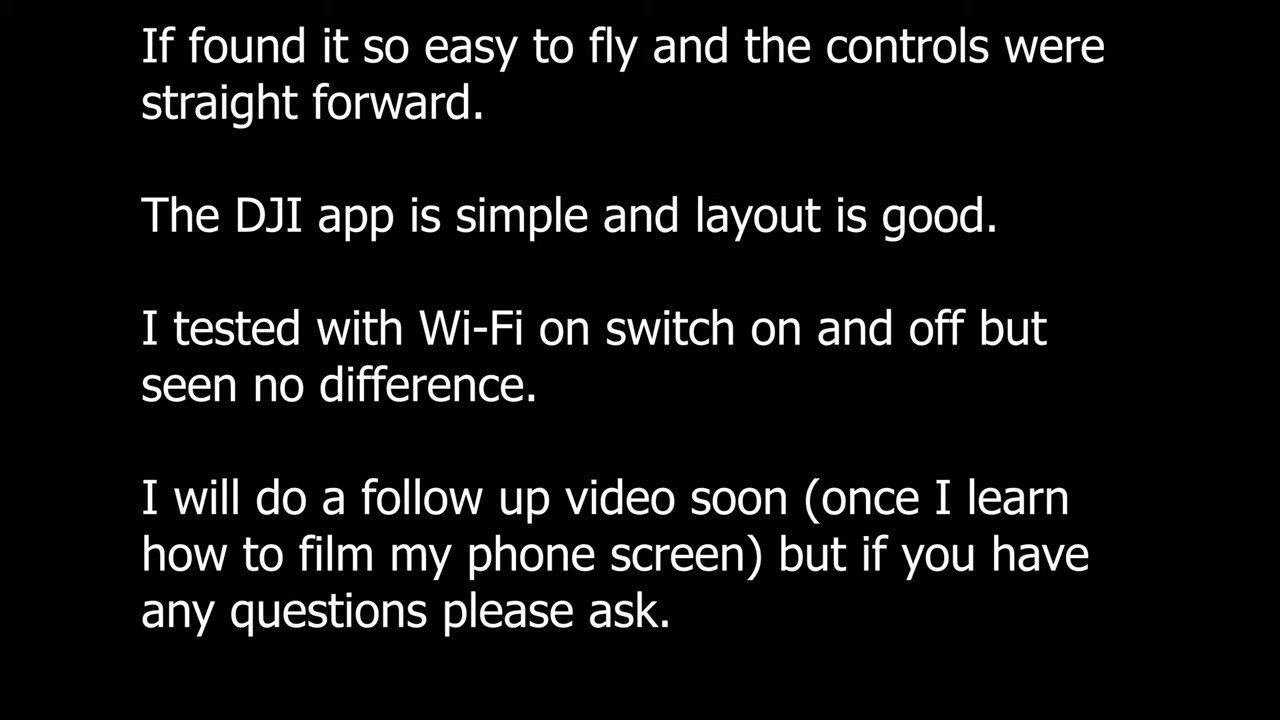 If found it so easy to fly and the controls were
straight forward.
The DJI app is simple and layout is good.
I tested with Wi-Fi on switch on and off but
seen no difference.
I will do a follow up video soon (once I learn
how to film my phone screen) but if you have
any questions please ask.